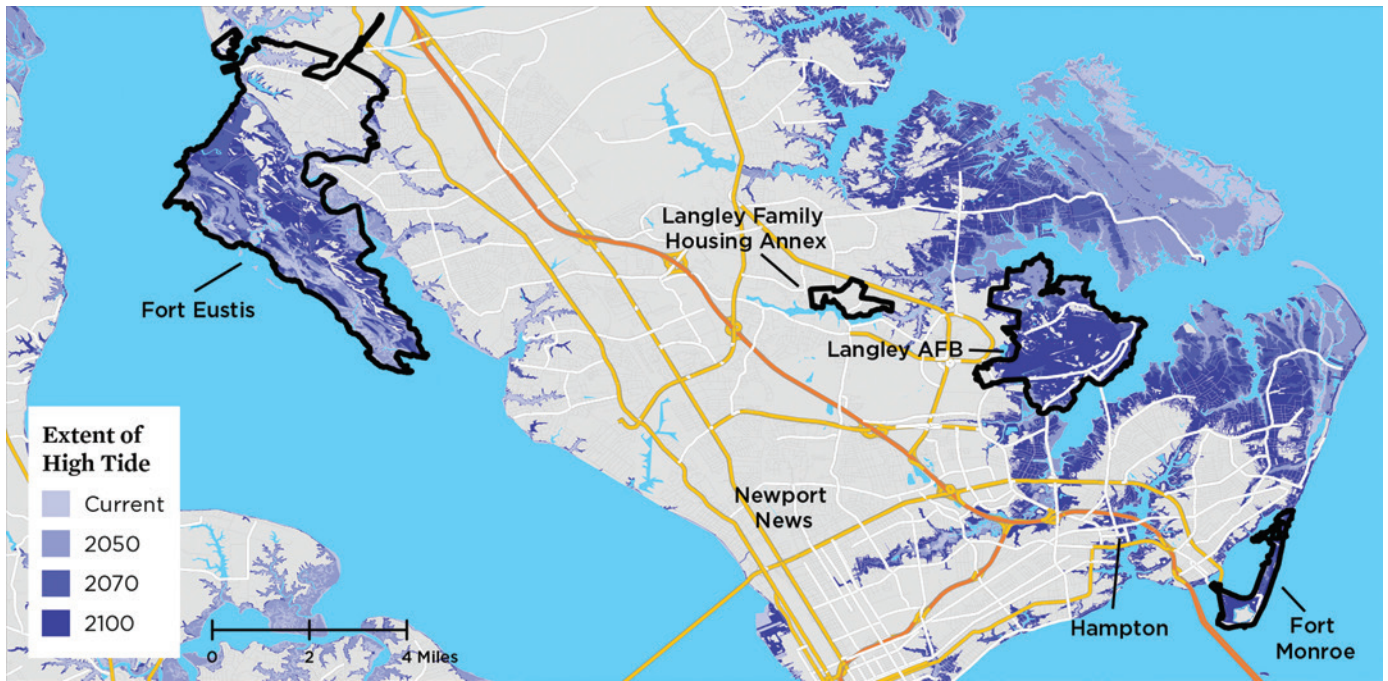 Langley Family
Housing Annex
Fort Eustis
Langley AFB
Extent of
High Tide
Current
2050
2070
2100
Newport
News
0 2 4 Miles
Hampton
Fort
Monroe